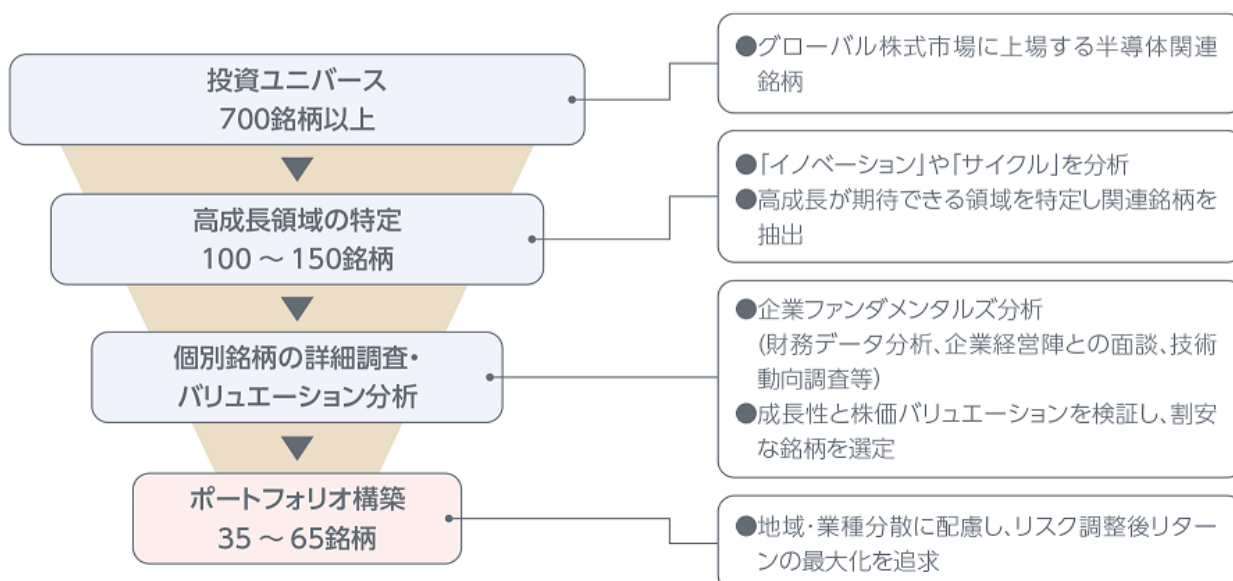 投資ユニバース
700銘柄以上
●グローバル株式市場に上場する半導体関連
銘柄
高成長領域の特定
100 ～ 150銘柄
●「イノベーション」や「サイクル」を分析
●高成長が期待できる領域を特定し関連銘柄を
抽出
個別銘柄の詳細調査・
バリュエーション分析
●企業ファンダメンタルズ分析
(財務データ分析、企業経営陣との面談、技術
動向調査等)
●成長性と株価バリュエーションを検証し、割安
な銘柄を選定
ポートフォリオ構築
35 ～ 65銘柄
●地域・業種分散に配慮し、リスク調整後リター
ンの最大化を追求